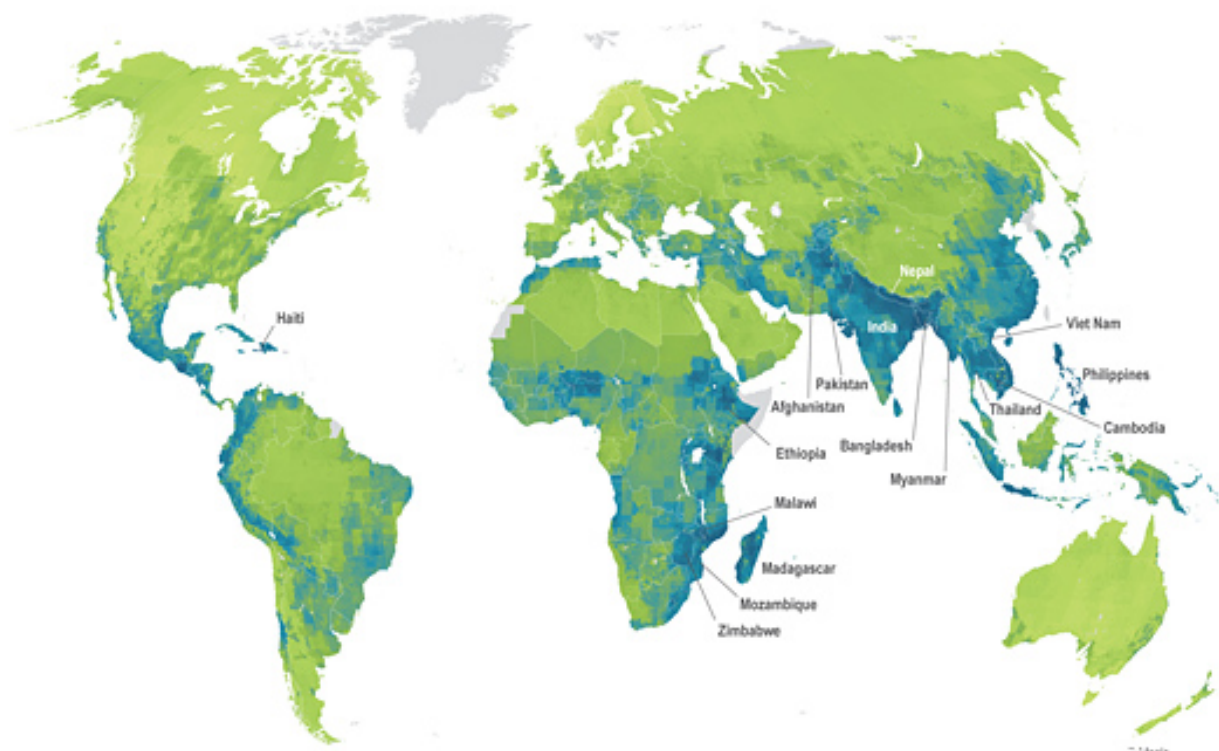 Nepal
Haiti
India
Viet Nam
Philippines
Pakistan
Thailand
Afghanistan
Cambodia
Bangladesh
Ethiopia
Myanmar
Malawi
Madagascar
Mozambique
Zimbabwe